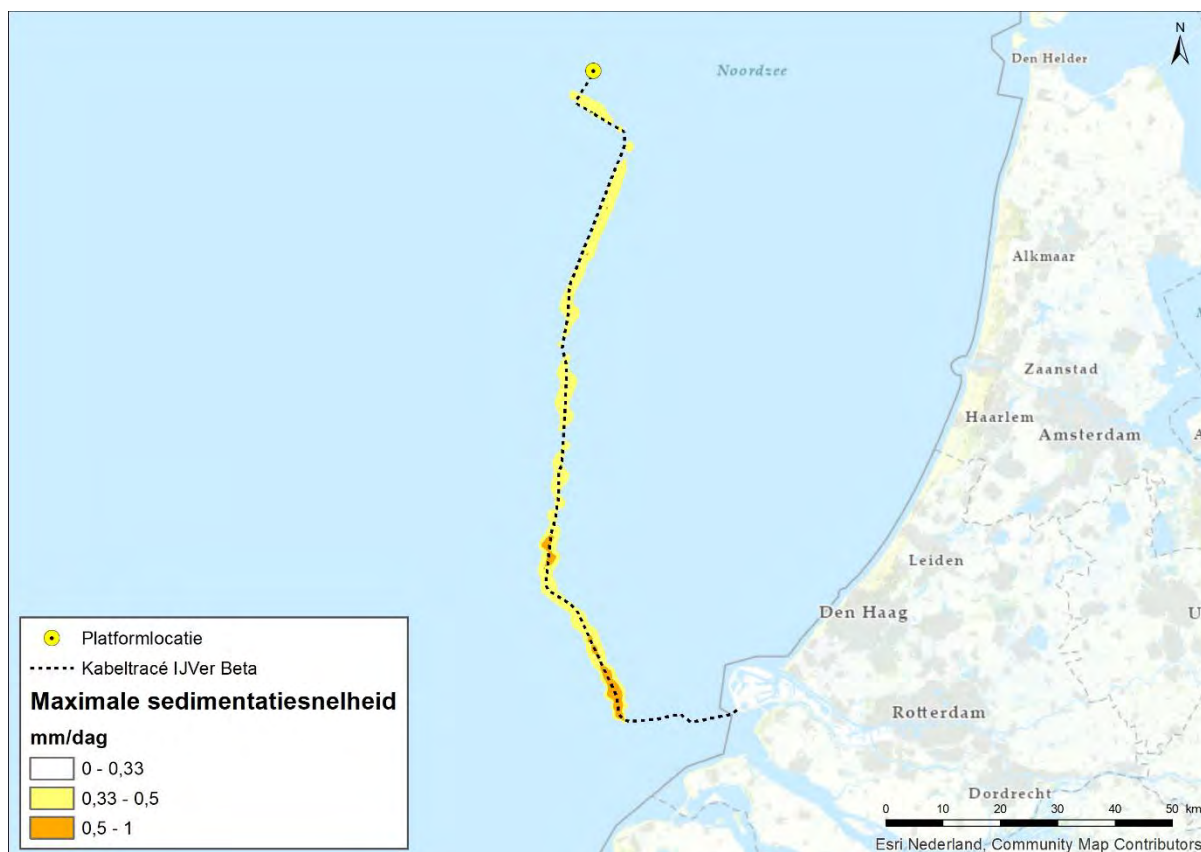 N
Noordzee
Den Helder
Alkmaar
Zaanstad
Haarlem
Amsterdam
Leiden
Den Haag
Rotterdam
Dordrecht
Platformlocatie
Kabeltracé IJVer Beta
Maximale sedimentatiesnelheid
mm/dag
0 - 0,33
0,33 - 0,5
0,5 - 1
0 10 20 30 40 50 km
Esri Nederland, Community Map Contributors